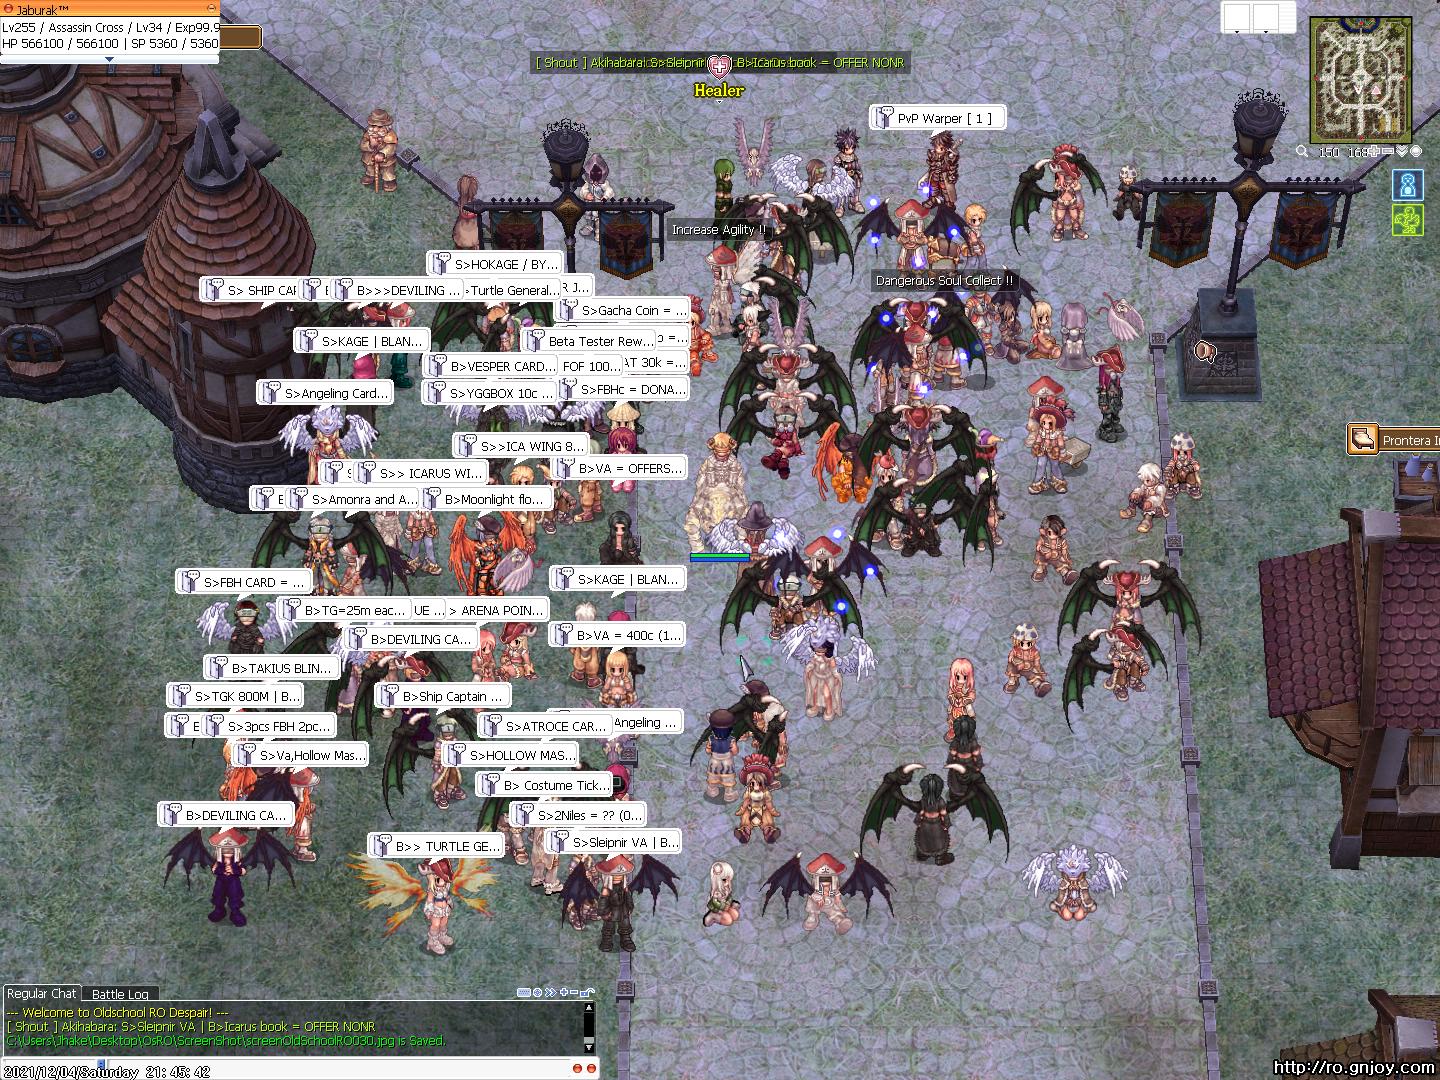 Jaburak™
Lv255 / Assassin Cross / Lv34 / Exp99.9
HP 566100 / 566100 | SP 5360 / 5360
[ Shout ] Akihabara: S>Sleipnir
B>Icarus book = OFFER NONR
Healer
PvP Warper [ 1 ]
150 168
Increase Agility !!
Dangerous Soul Collect !!
S>HOKAGE / BY...
S> SHIP CAR
B>>>DEVILING ...
>Turtle General...
R J...
S>Gacha Coin = ...
S>KAGE | BLAN...
Beta Tester Rew...
B>VESPER CARD...
FOF 100...
AT 30k =...
S>Angeling Card...
S>YGGBOX 10c ...
S>FBHc = DONA...
Prontera I
S>>ICA WING 8...
S>> ICARUS WI...
B>VA = OFFERS...
S>Amonra and A...
B>Moonlight flo...
S>FBH CARD = ...
S>KAGE | BLAN...
B>TG=25m eac...
UE ...
> ARENA POIN...
B>DEVILING CA...
B>VA = 400c (1...
B>TAKIUS BLIN...
S>TGK 800M | B...
B>Ship Captain ...
S>3pcs FBH 2pc...
S>ATROCE CAR...
Angeling ...
S>Va,Hollow Mas...
S>HOLLOW MAS...
B> Costume Tick...
B>DEVILING CA...
S>2Niles = ?? (0...
B>> TURTLE GE...
S>Sleipnir VA | B...
Regular Chat
Battle Log
--- Welcome to Oldschool RO Despair! ---
[ Shout ] Akihabara: S>Sleipnir VA | B>Icarus book = OFFER NONR
C:\Users\Jhake\Desktop\OsRO\ScreenShot\screenOldSchoolRO030.jpg is Saved.
2021/12/04/Saturday 21:45:42
http://ro.gnjoy.com